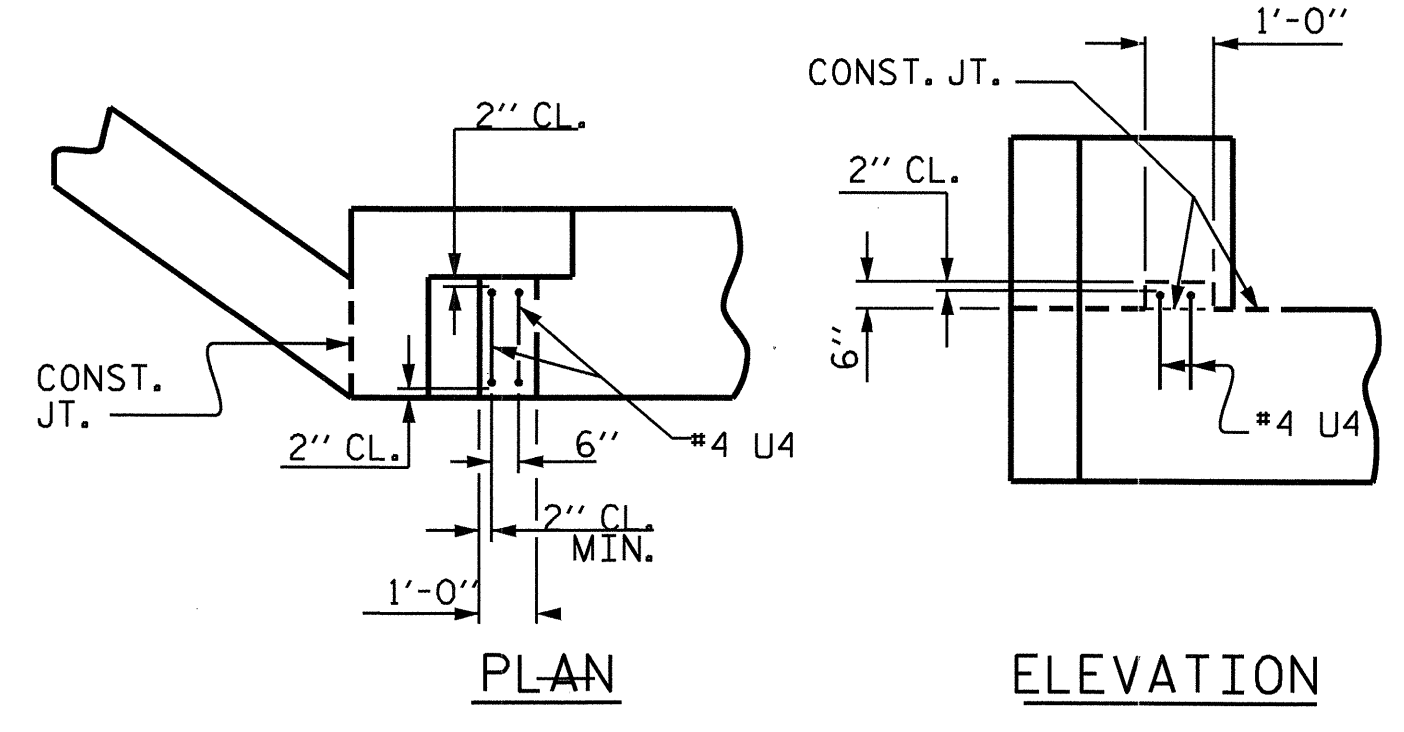 2'' CL.
CONST.
JT.
2'' CL.
6''
#4 U4
2'' CL.
MIN.
1'-0''
PLAN
1'-0''
CONST. JT.
2'' CL.
6''
#4 U4
ELEVATION